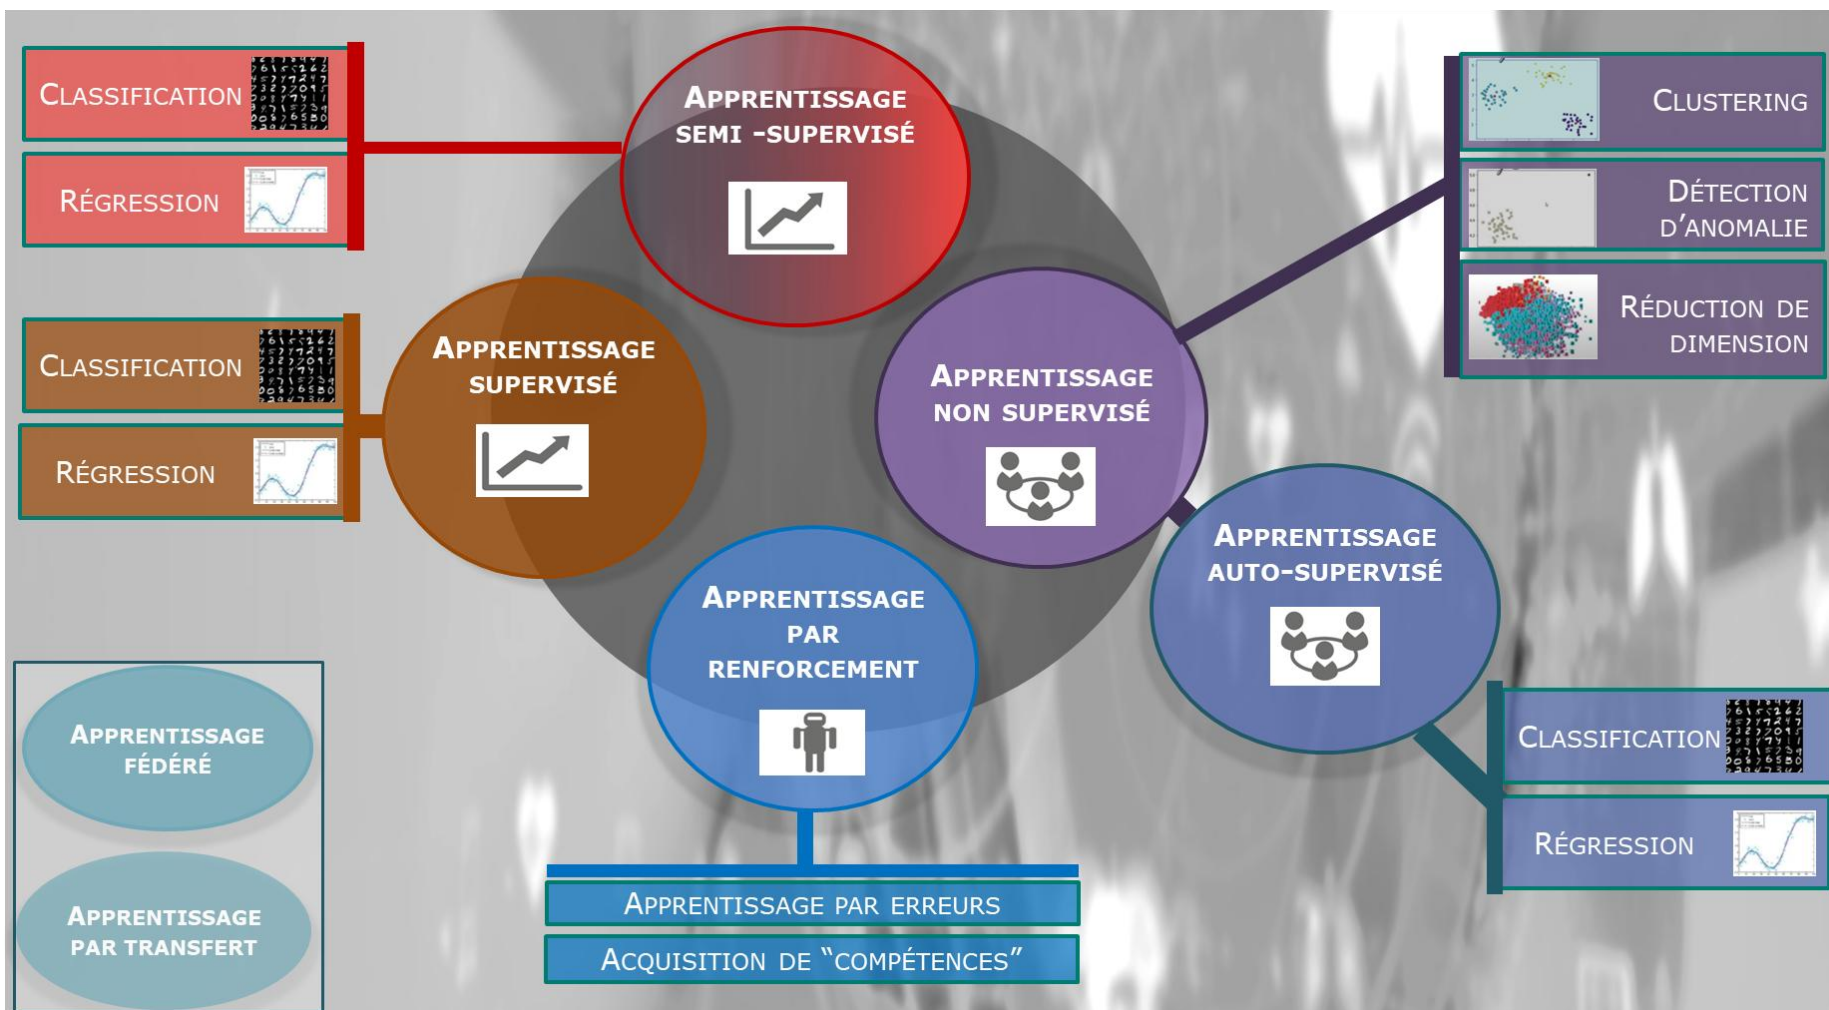 CLASSIFICATION
RÉGRESSION
APPRENTISSAGE
SEMI -SUPERVISÉ
CLUSTERING
DÉTECTION
D'ANOMALIE
RÉDUCTION DE
DIMENSION
CLASSIFICATION
RÉGRESSION
APPRENTISSAGE
SUPERVISÉ
APPRENTISSAGE
NON SUPERVISÉ
APPRENTISSAGE
AUTO-SUPERVISÉ
CLASSIFICATION
RÉGRESSION
APPRENTISSAGE
PAR
RENFORCEMENT
APPRENTISSAGE PAR ERREURS
ACQUISITION DE “COMPÉTENCES”
APPRENTISSAGE
FÉDÉRÉ
APPRENTISSAGE
PAR TRANSFERT